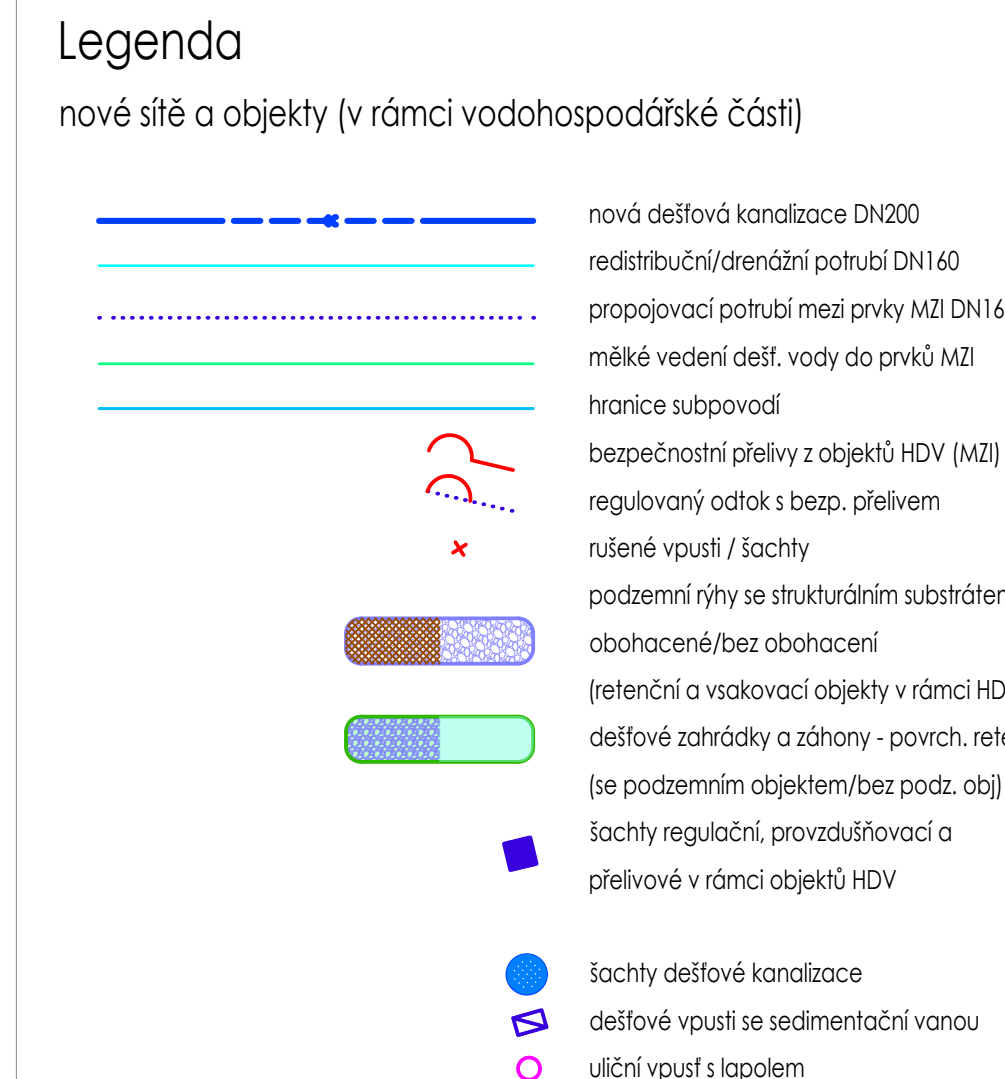 Legenda
nové sítě a objekty (v rámci vodohospodářské části)
nová dešťová kanalizace DN200
redistribuční/drenážní potrubí DN160
propojovací potrubí mezi prvky MZI
mělké vedení dešť. vody do prvků MZI
hranice subpovodí
bezpečnostní přelivy z objektů HDV (MZI)
regulovaný odtok s bezp. přelivem
rušené vpusti / šachty
podzemní rýhy se strukturálním
obohacené/bez obohacení
(retenční a vsakovací objekty v rámci
dešťové zahrádky a záhony - povrch.
(se podzemním objektem/bez podz. obj)
šachty regulační, provzdušňovací a
přelivové v rámci objektů HDV
šachty dešťové kanalizace
dešťové vpusti se sedimentační vanou
uliční vpusť s lapolem